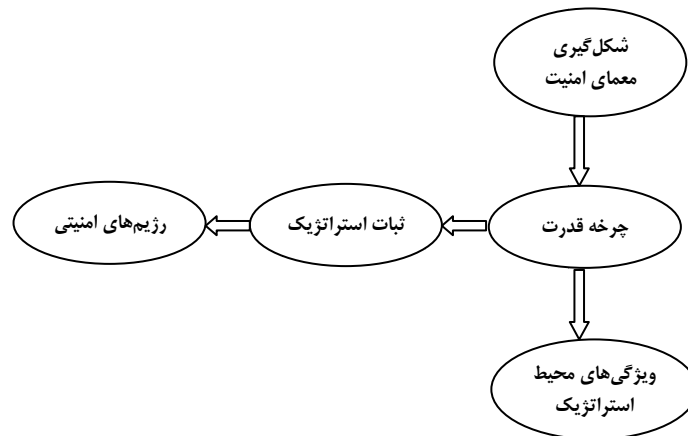 شکل‌گیری
معمای امنیت
چرخه قدرت
ثبات استراتژیک
رژیم‌های امنیتی
ویژگی‌های محیط
استراتژیک